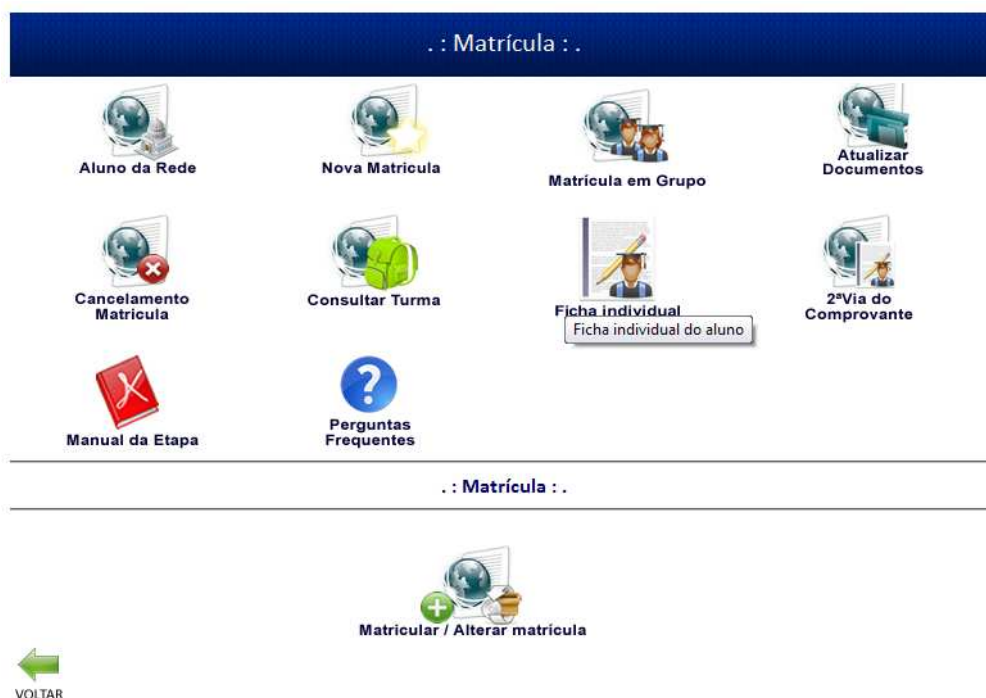 . : Matrícula : .
Aluno da Rede
Nova Matricula
Matrícula em Grupo
Atualizar
Documentos
Cancelamento
Matricula
Consultar Turma
Ficha individual
Ficha individual do aluno
2ªVia do
Comprovante
Manual da Etapa
Perguntas
Frequentes
. : Matrícula : .
Matricular / Alterar matrícula
VOLTAR